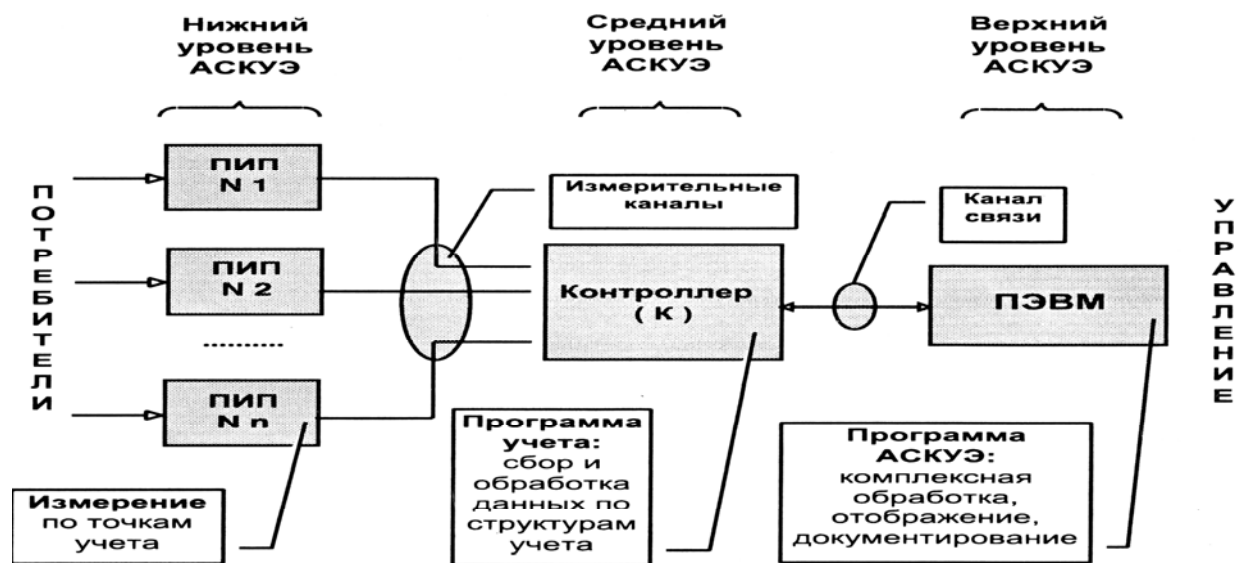 Нижний
уровень
АСКУЭ
Средний
уровень
АСКУЭ
Верхний
уровень
АСКУЭ
ПОТРЕБИТЕЛИ
ПИП
N 1
ПИП
N 2
..........
ПИП
N n
Измерительные
каналы
Контроллер
( К )
Канал
связи
ПЭВМ
УПРАВЛЕНИЕ
Измерение
по точкам
учета
Программа
учета:
сбор и
обработка
данных по
структурам
учета
Программа
АСКУЭ:
комплексная
обработка,
отображение,
документирование